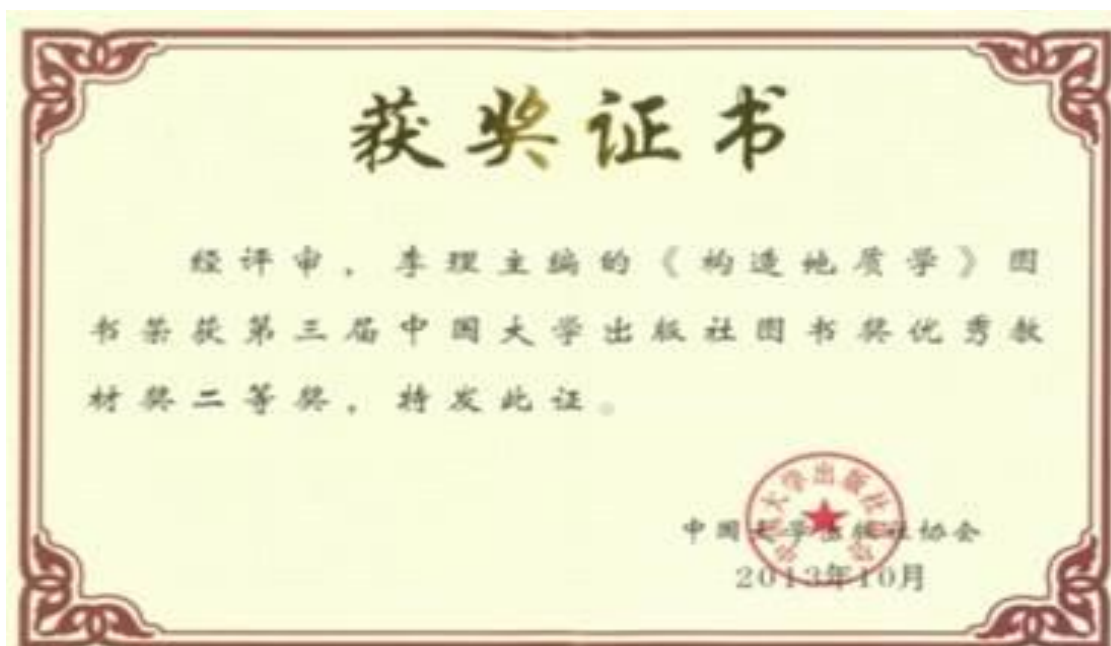 获奖证书
经评审,李理主编的《构造地质学》图
书荣获第三届中国大学出版社图书奖优秀教
材奖二等奖,特发此证。
中国大学出版社协会
2013年10月